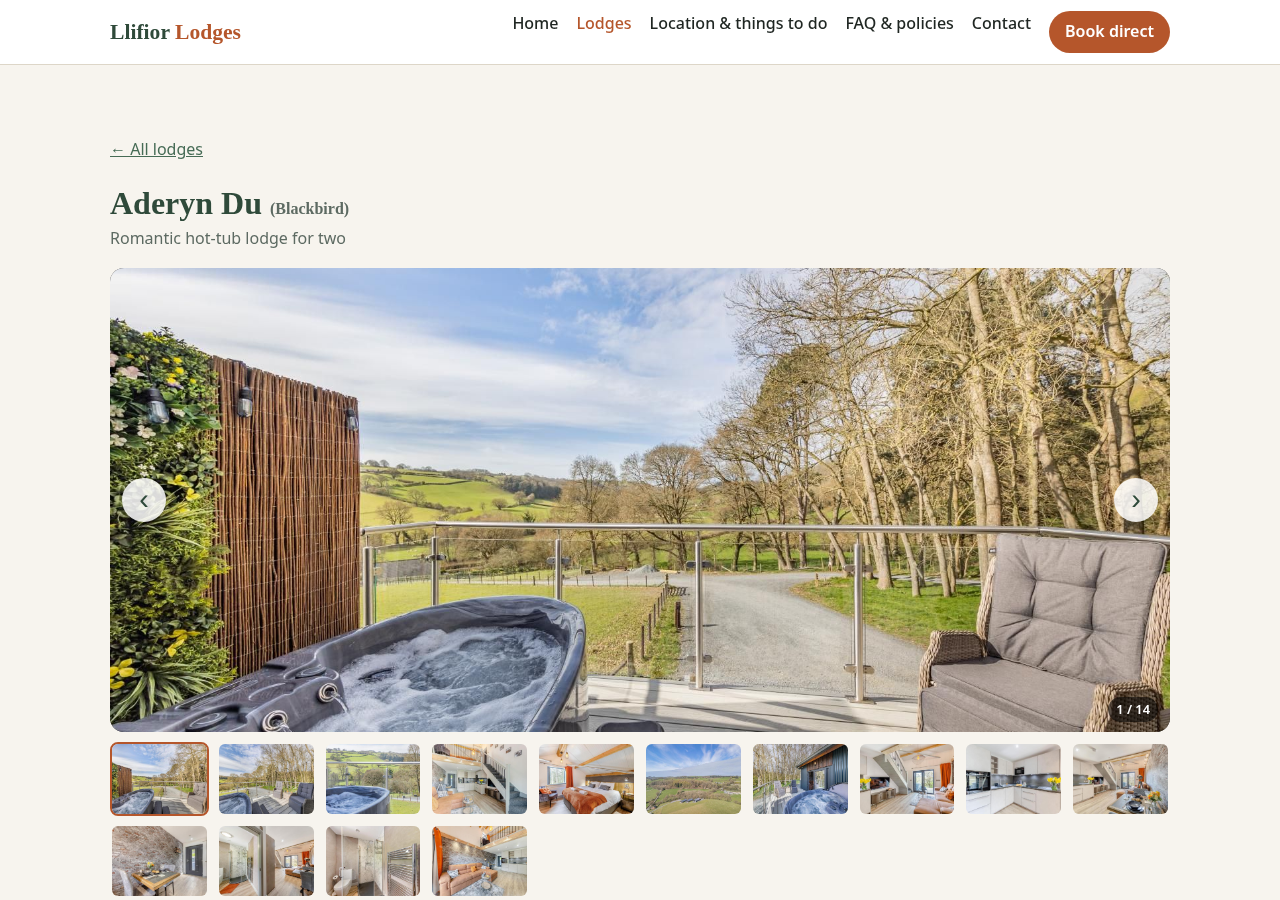 Llifior Lodges
Home Lodges Location & things to do FAQ & policies Contact Book direct
← All lodges
Aderyn Du (Blackbird)
Romantic hot-tub lodge for two
‹ ›
1 / 14